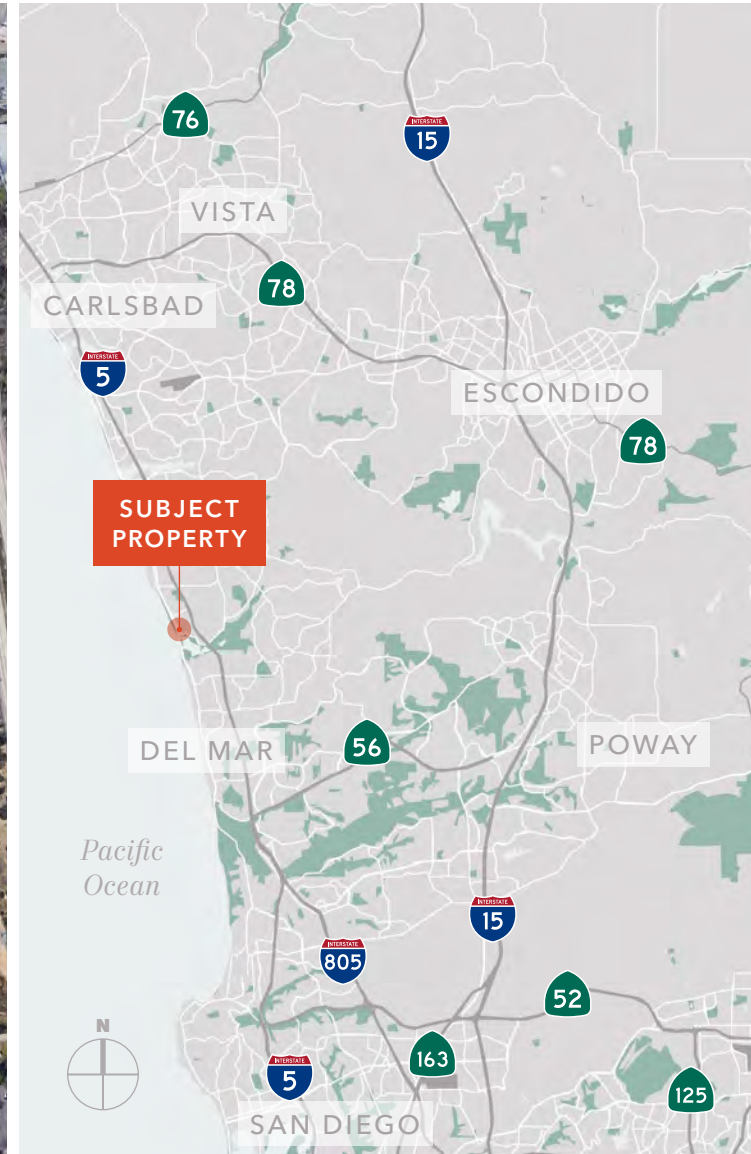 76
INTERSTATE
15
VISTA
78
CARLSBAD
INTERSTATE
5
ESCONDIDO
78
SUBJECT
PROPERTY
DEL MAR
56
POWAY
Pacific
Ocean
INTERSTATE
15
INTERSTATE
805
52
N
163
INTERSTATE
5
125
SAN DIEGO